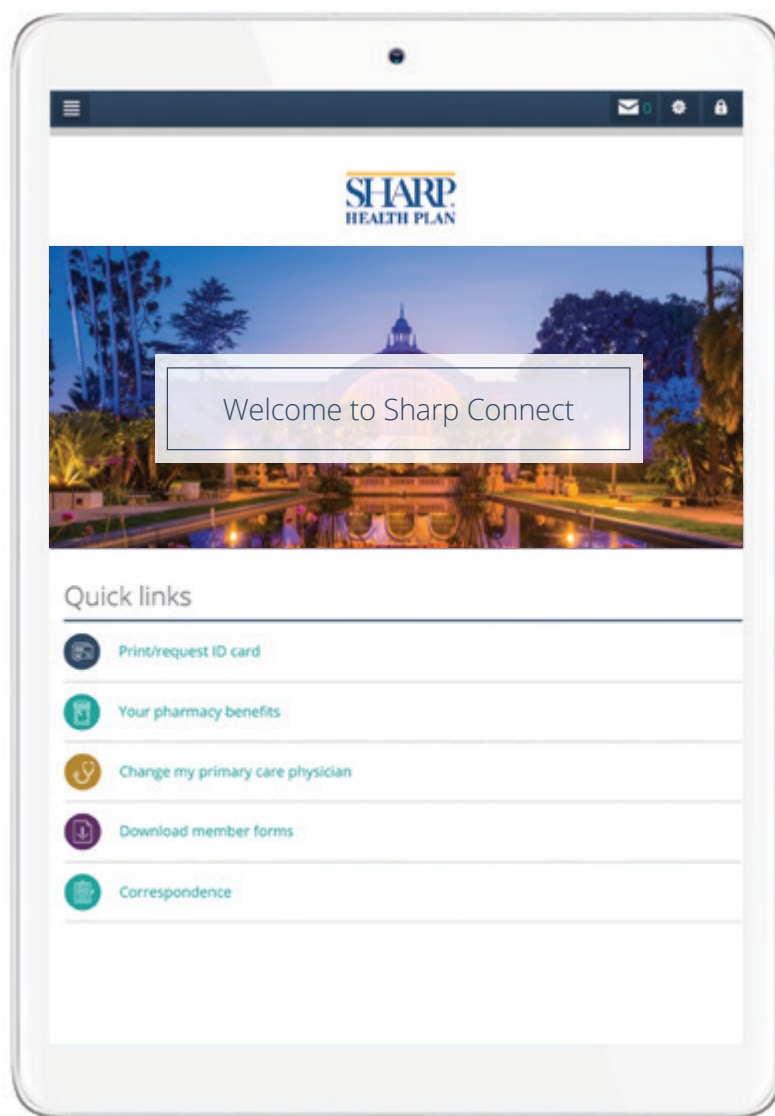 0
SHARP
HEALTH PLAN
Welcome to Sharp Connect
Quick links
Print/request ID card
Your pharmacy benefits
Change my primary care physician
Download member forms
Correspondence